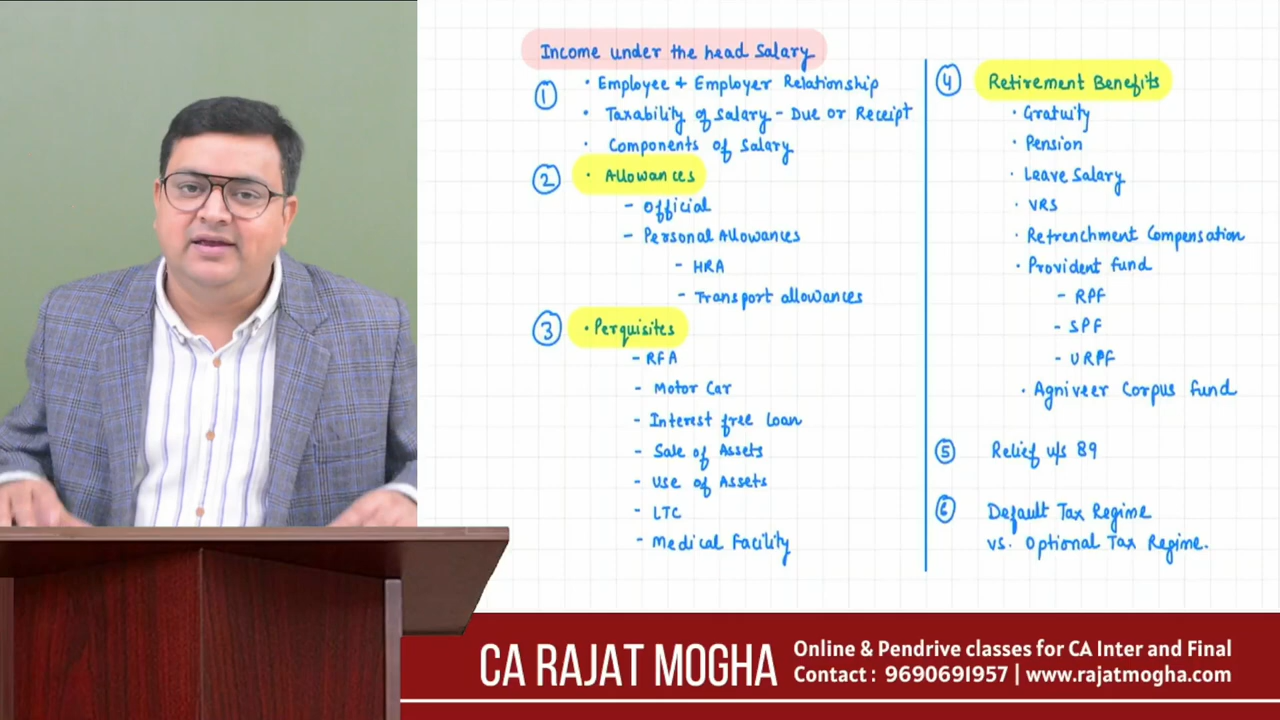 Income under the head Salary
① • Employee & Employer Relationship
• Taxability of Salary - Due or Receipt
• Components of Salary
② • Allowances
- Official
- Personal Allowances
- HRA
- Transport allowances
③ • Perquisites
- RFA
- Motor Car
- Interest free loan
- Sale of Assets
- Use of Assets
- LTC
- Medical Facility
④ Retirement Benefits
• Gratuity
• Pension
• Leave Salary
• VRS
• Retrenchment Compensation
• Provident fund
- RPF
- SPF
- URPF
• Agniveer Corpus fund
⑤ Relief u/s 89
⑥ Default Tax Regime
vs. Optional Tax Regime.
CA RAJAT MOGHA
Online & Pendrive classes for CA Inter and Final
Contact : 9690691957 | www.rajatmogha.com